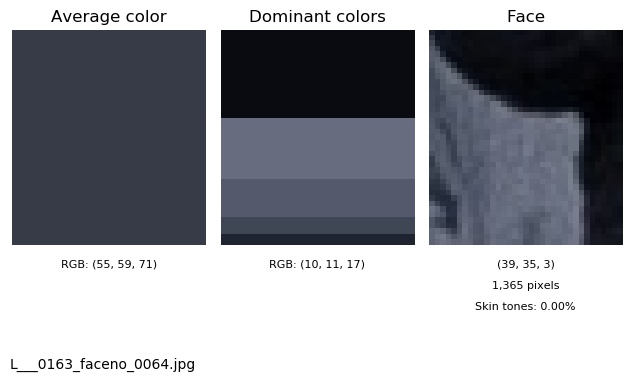 Average color
Dominant colors
Face
RGB: (55, 59, 71)
RGB: (10, 11, 17)
(39, 35, 3)
1,365 pixels
Skin tones: 0.00%
L___0163_faceno_0064.jpg